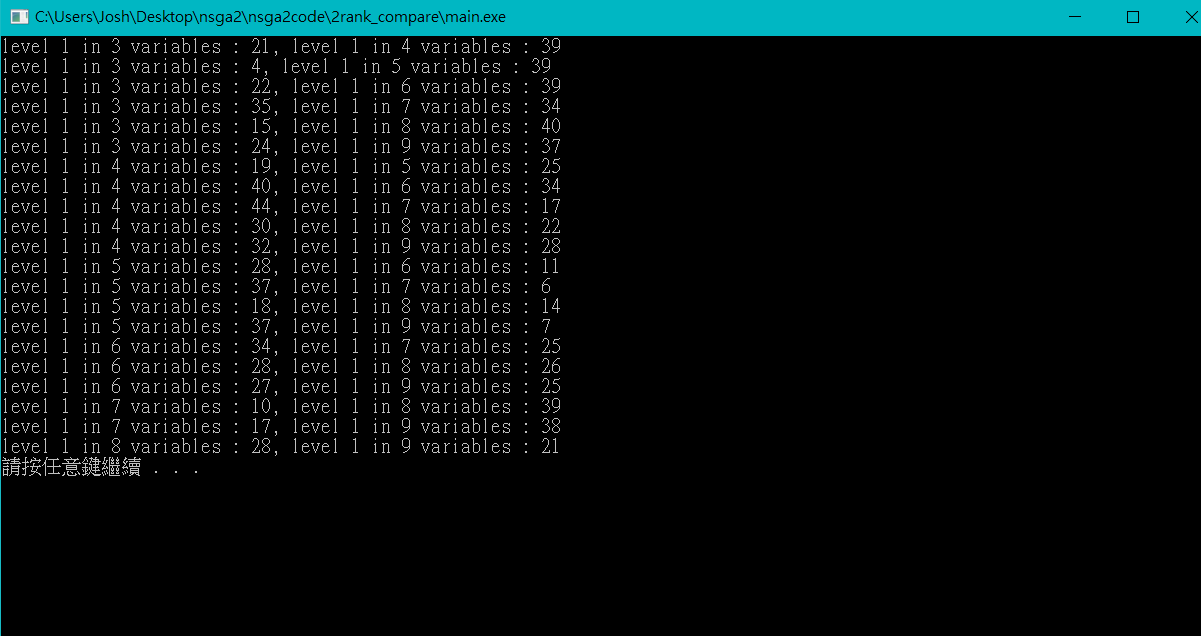 C:\Users\Josh\Desktop\nsga2\nsga2code\2rank_compare\main.exe
level 1 in 3 variables : 21, level 1 in 4 variables : 39
level 1 in 3 variables : 4, level 1 in 5 variables : 39
level 1 in 3 variables : 22, level 1 in 6 variables : 39
level 1 in 3 variables : 35, level 1 in 7 variables : 34
level 1 in 3 variables : 15, level 1 in 8 variables : 40
level 1 in 3 variables : 24, level 1 in 9 variables : 37
level 1 in 4 variables : 19, level 1 in 5 variables : 25
level 1 in 4 variables : 40, level 1 in 6 variables : 34
level 1 in 4 variables : 44, level 1 in 7 variables : 17
level 1 in 4 variables : 30, level 1 in 8 variables : 22
level 1 in 4 variables : 32, level 1 in 9 variables : 28
level 1 in 5 variables : 28, level 1 in 6 variables : 11
level 1 in 5 variables : 37, level 1 in 7 variables : 6
level 1 in 5 variables : 18, level 1 in 8 variables : 14
level 1 in 5 variables : 37, level 1 in 9 variables : 7
level 1 in 6 variables : 34, level 1 in 7 variables : 25
level 1 in 6 variables : 28, level 1 in 8 variables : 26
level 1 in 6 variables : 27, level 1 in 9 variables : 25
level 1 in 7 variables : 10, level 1 in 8 variables : 39
level 1 in 7 variables : 17, level 1 in 9 variables : 38
level 1 in 8 variables : 28, level 1 in 9 variables : 21
請按任意鍵繼續 . . .